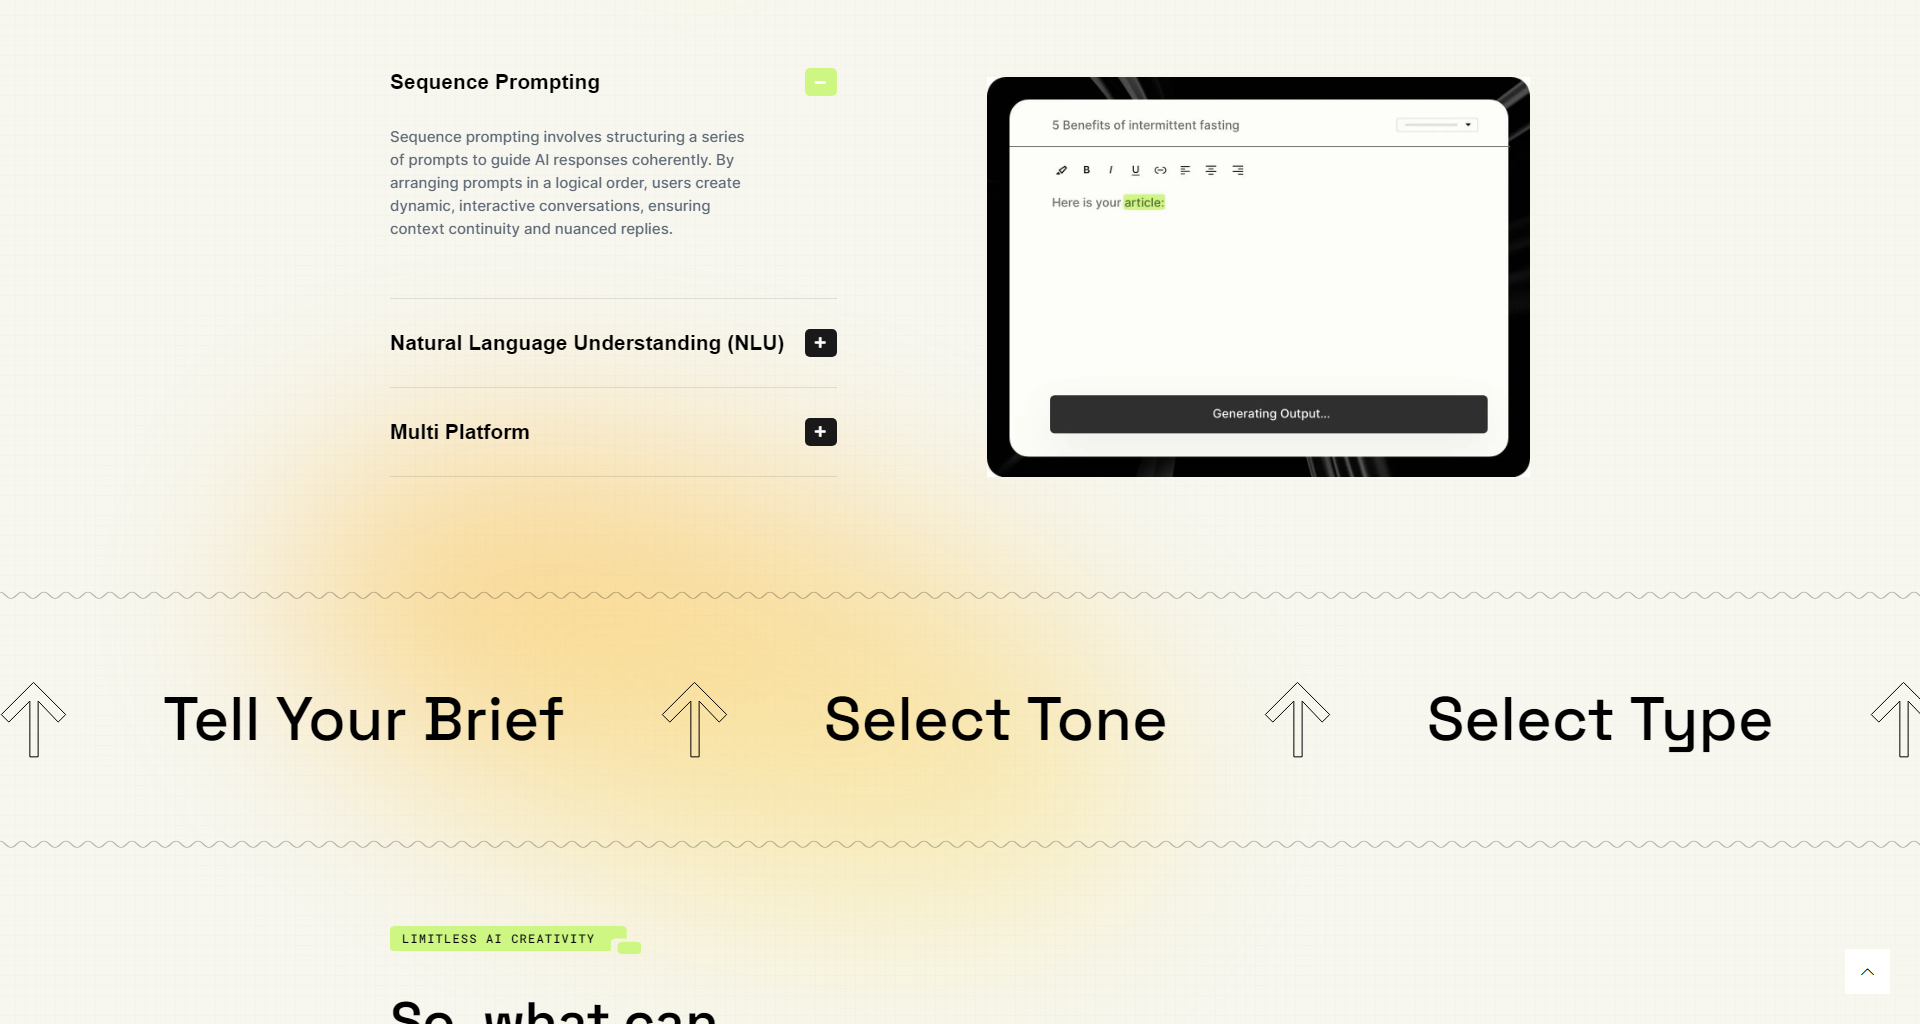 Sequence Prompting
Sequence prompting involves structuring a series
of prompts to guide AI responses coherently. By
arranging prompts in a logical order, users create
dynamic, interactive conversations, ensuring
context continuity and nuanced replies.
Natural Language Understanding (NLU)
Multi Platform
5 Benefits of intermittent fasting
B I U
Here is your article:
Generating Output...
Tell Your Brief
Select Tone
Select Type
LIMITLESS AI CREATIVITY
So, what can